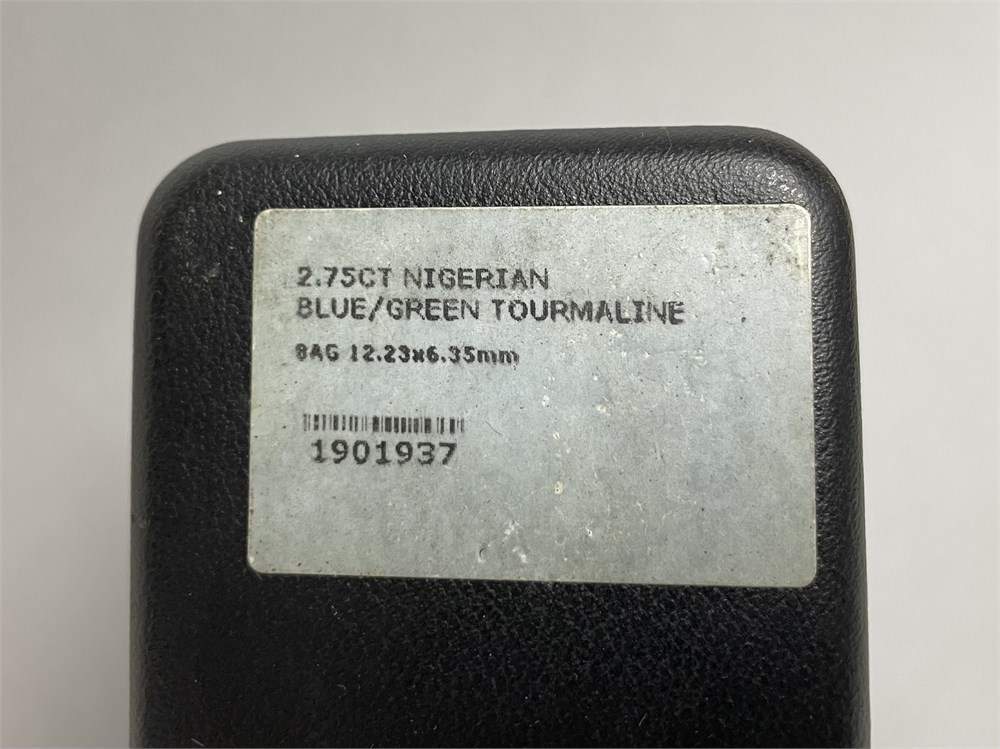 2.75CT NIGERIAN
BLUE/GREEN TOURMALINE
BAG 12.23x6.35mm
1901937